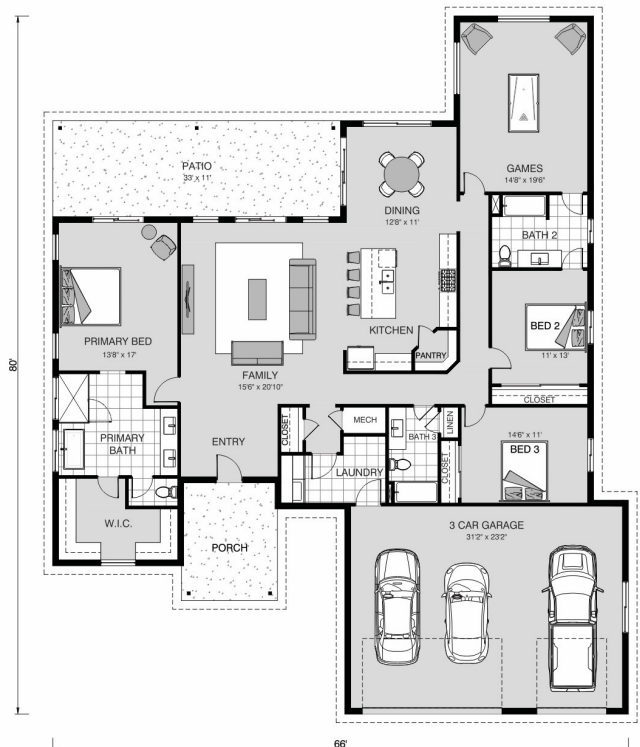 GAMES
14'8" x 19'6"
PATIO
33' x 11'
DINING
12'8" x 11'
BATH 2
BED 2
11' x 13'
KITCHEN
PANTRY
PRIMARY BED
13'8" x 17'
FAMILY
15'6" x 20'10"
CLOSET
80'
CLOSET
MECH
LINEN
BATH 3
14'6" x 11'
BED 3
PRIMARY
BATH
ENTRY
LAUNDRY
CLOSET
W.I.C.
PORCH
3 CAR GARAGE
31'2" x 23'2"
66'